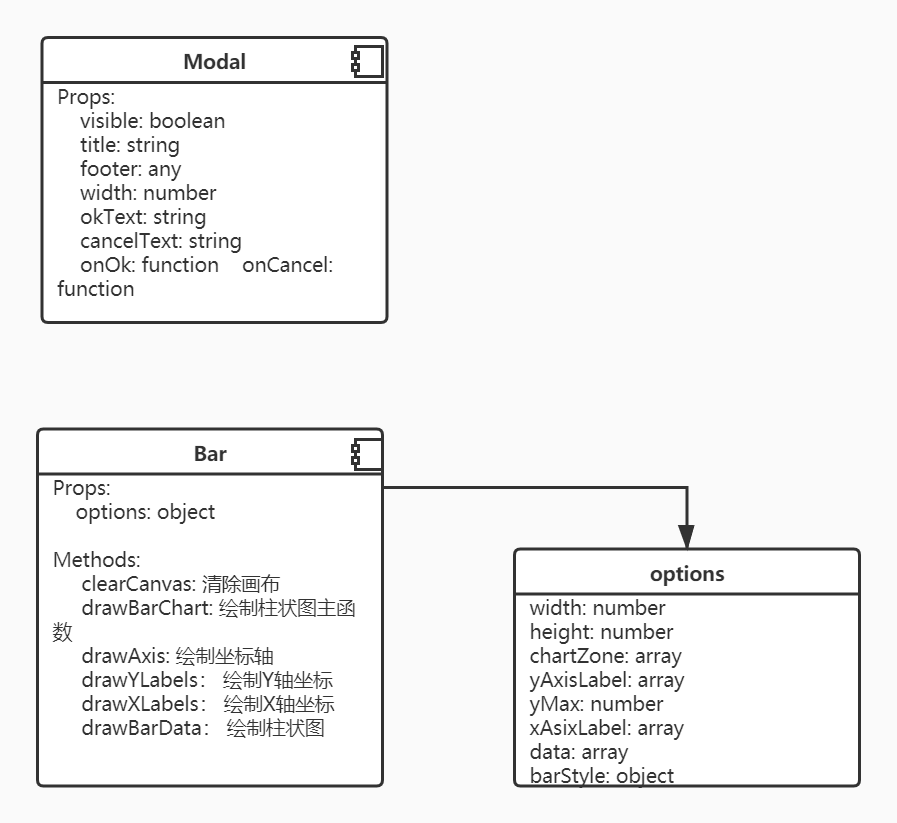 Modal
Props:
visible: boolean
title: string
footer: any
width: number
okText: string
cancelText: string
onOk: function    onCancel:
function
Bar
Props:
options: object
Methods:
clearCanvas: 清除画布
drawBarChart: 绘制柱状图主函
数
drawAxis: 绘制坐标轴
drawYLabels： 绘制Y轴坐标
drawXLabels： 绘制X轴坐标
drawBarData： 绘制柱状图
options
width: number
height: number
chartZone: array
yAxisLabel: array
yMax: number
xAsixLabel: array
data: array
barStyle: object